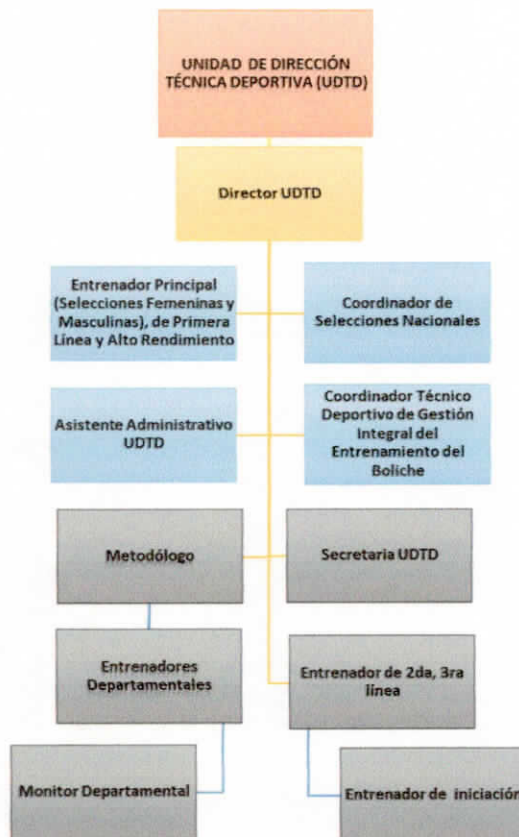 UNIDAD DE DIRECCIÓN
TÉCNICA DEPORTIVA (UDTD)
Director UDTD
Entrenador Principal
(Selecciones Femeninas y
Masculinas), de Primera
Línea y Alto Rendimiento
Coordinador de
Selecciones Nacionales
Asistente Administrativo
UDTD
Coordinador Técnico
Deportivo de Gestión
Integral del
Entrenamiento del
Boliche
Metodólogo
Secretaria UDTD
Entrenadores
Departamentales
Entrenador de 2da, 3ra
línea
Monitor Departamental
Entrenador de iniciación